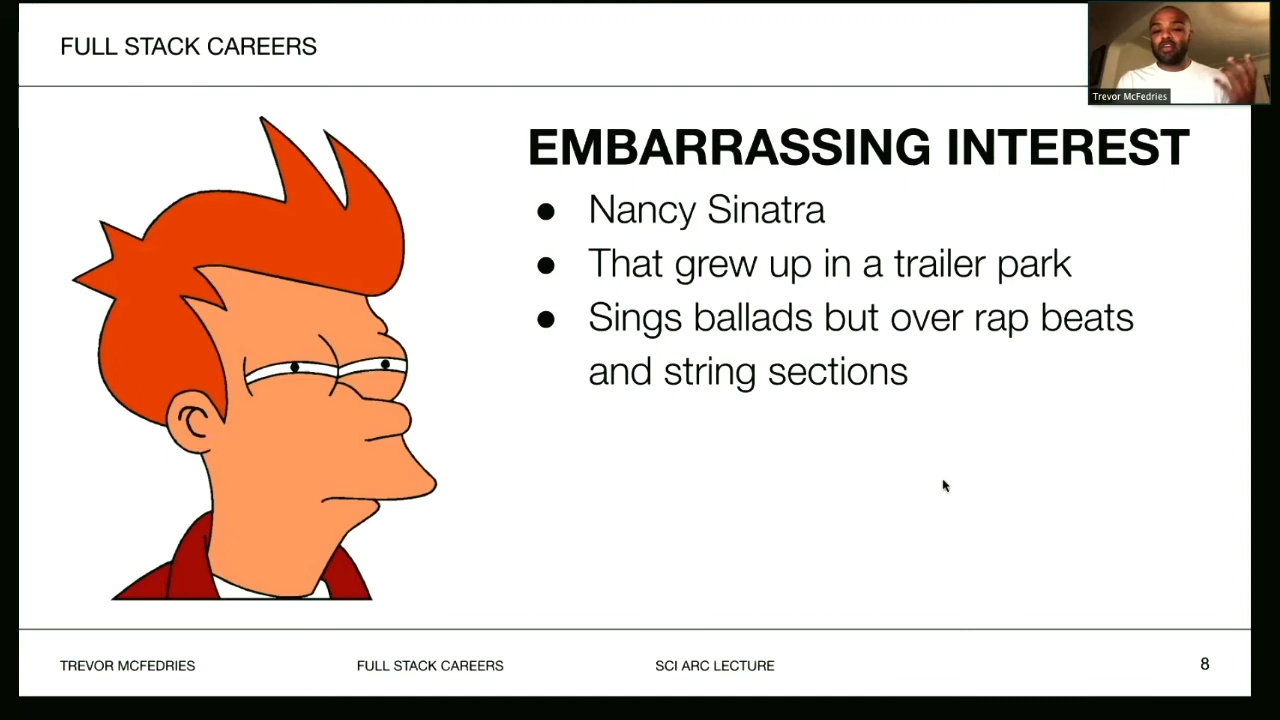 FULL STACK CAREERS
Trevor McFedries
EMBARRASSING INTEREST
● Nancy Sinatra
● That grew up in a trailer park
● Sings ballads but over rap beats
and string sections
TREVOR MCFEDRIES
FULL STACK CAREERS
SCI ARC LECTURE
8